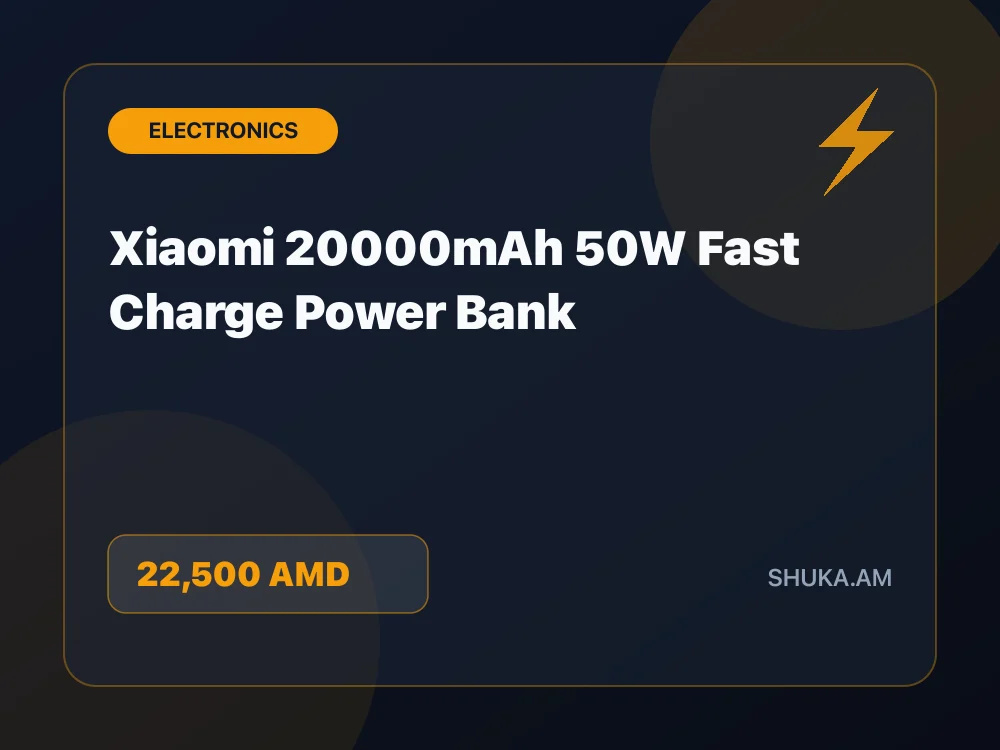 ELECTRONICS
Xiaomi 20000mAh 50W Fast
Charge Power Bank
22,500 AMD
SHUKA.AM